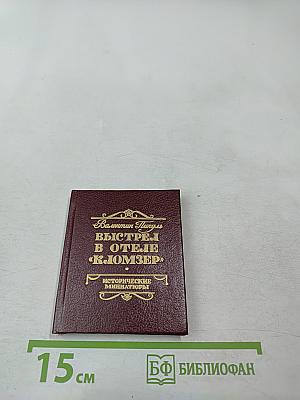 Валентин Пикуль
ВЫСТРЕЛ
В ОТЕЛЕ
«КЛОМЗЕР»
ИСТОРИЧЕСКИЕ
МИНИАТЮРЫ
15 см
БФ БИБЛИОФАН